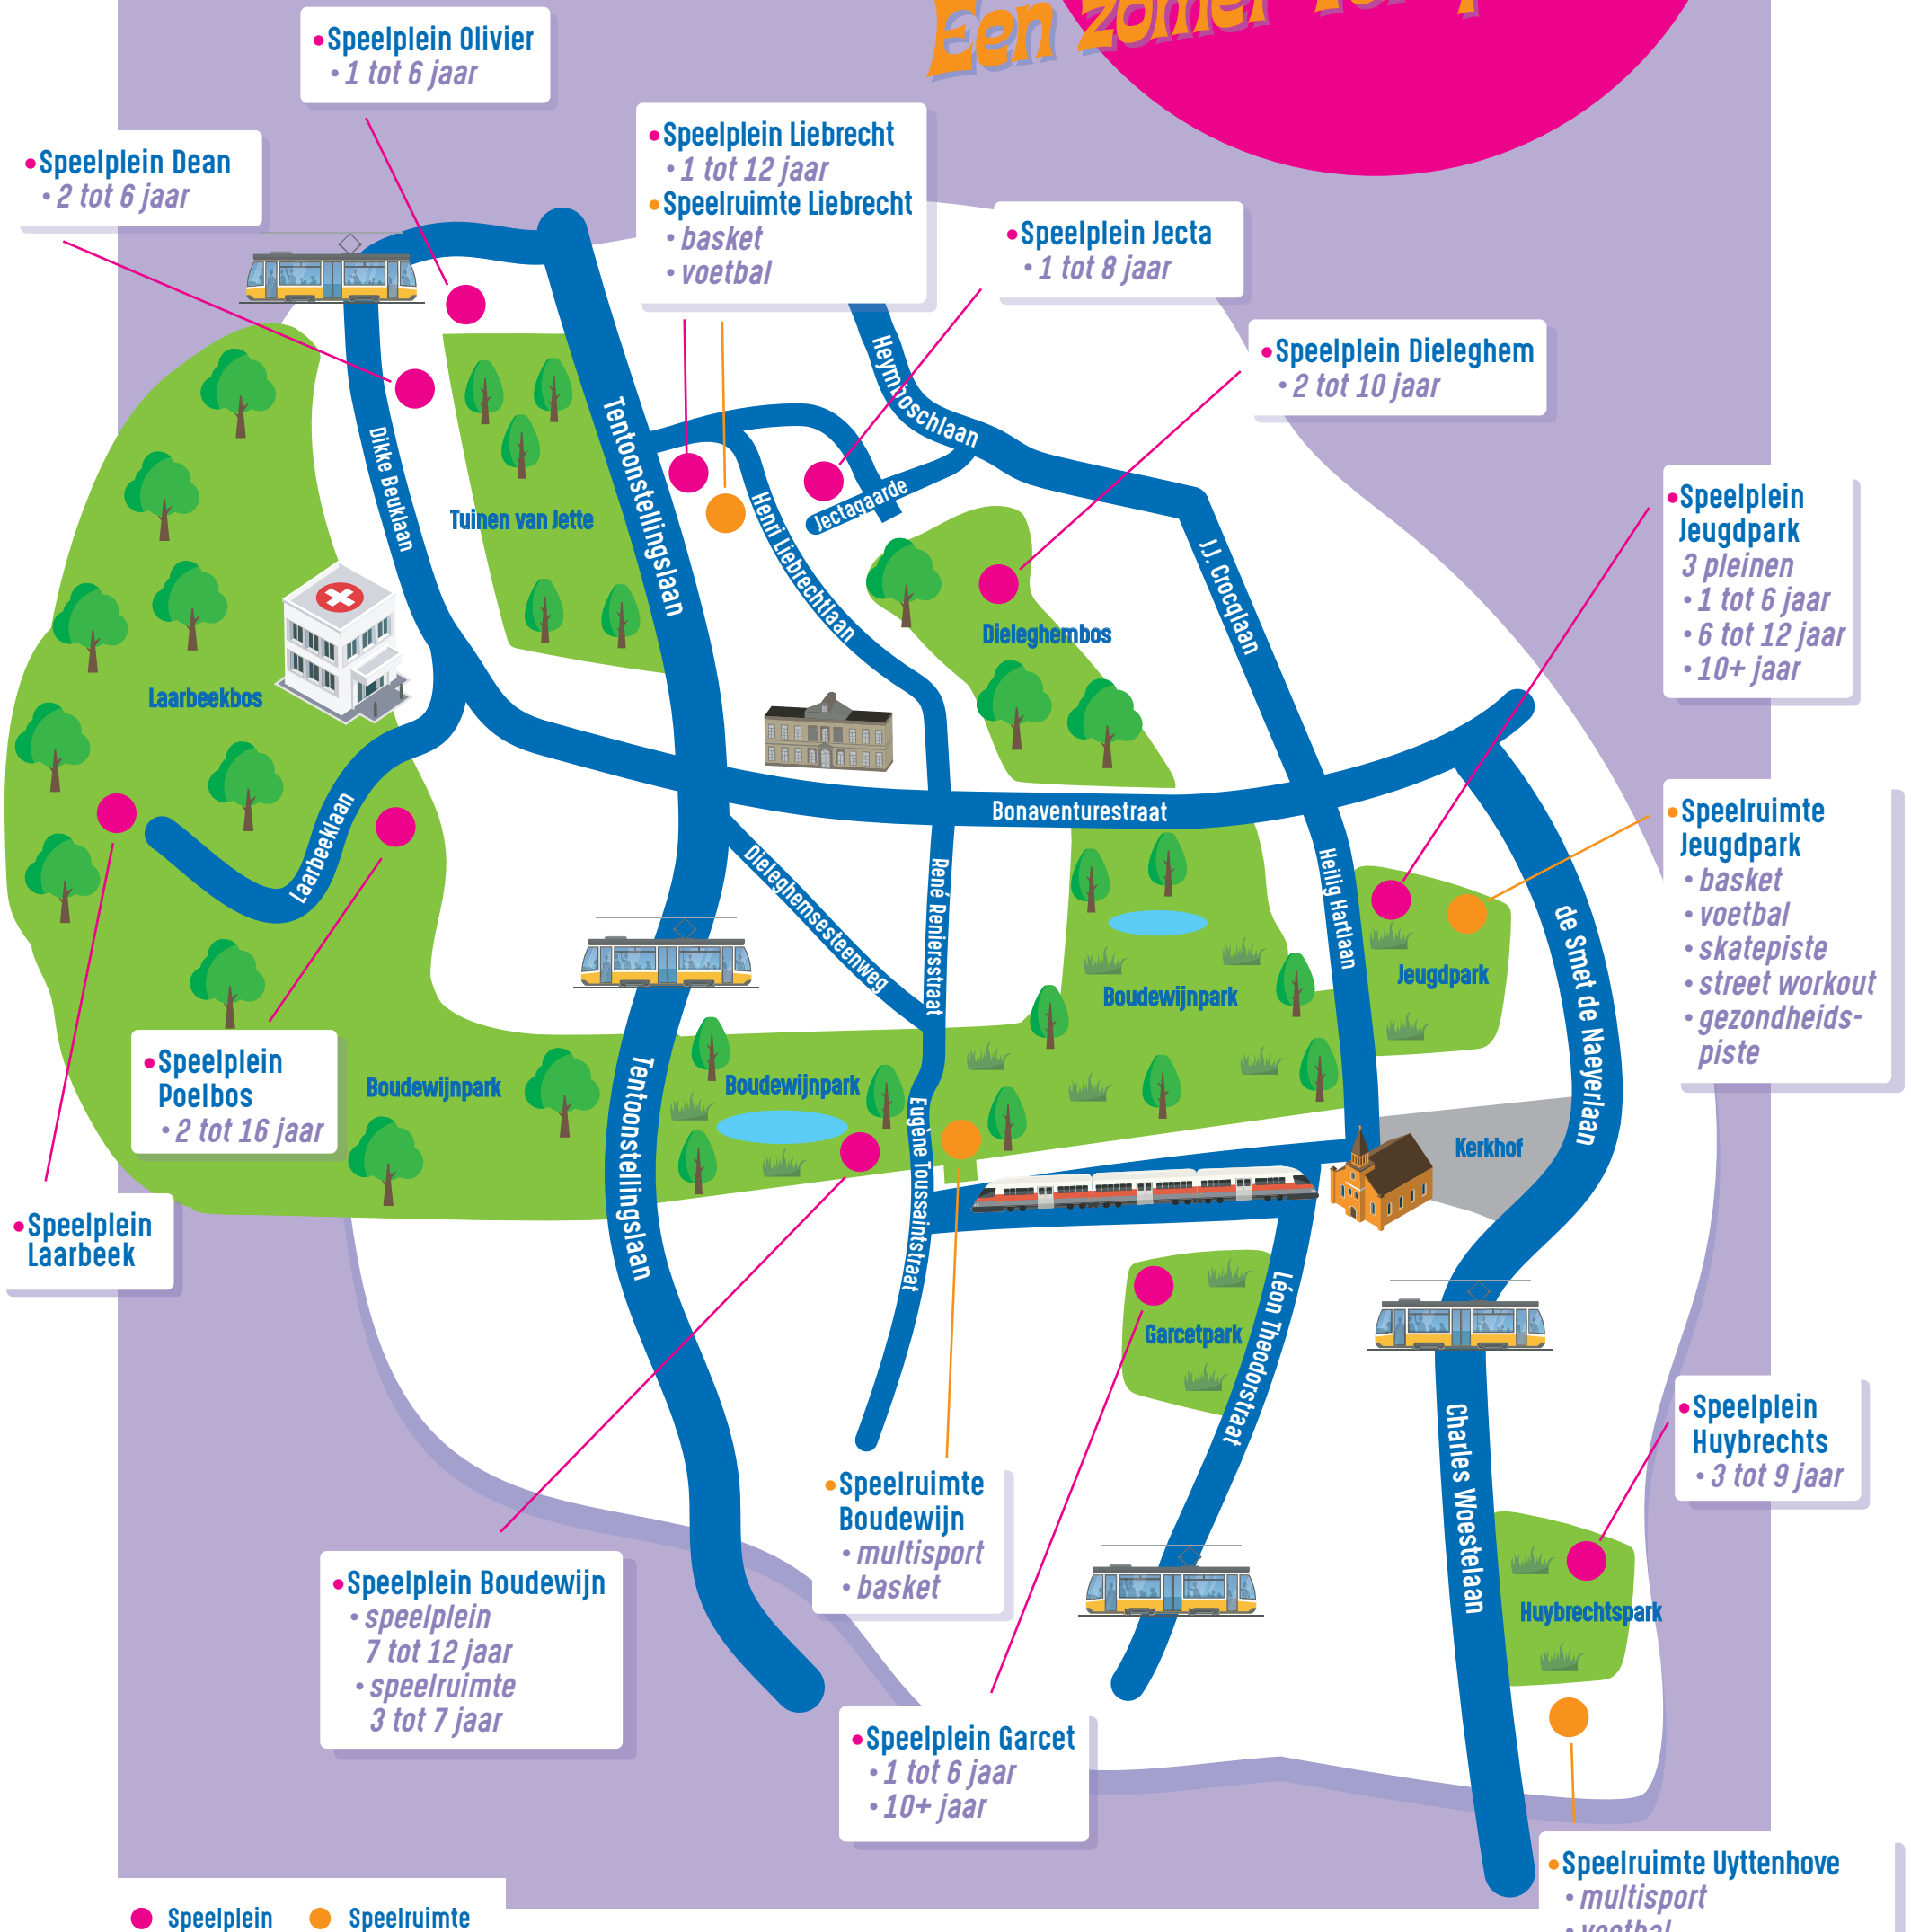 Een zomer
•Speelplein Olivier
•1 tot 6 jaar
•Speelplein Dean
•2 tot 6 jaar
•Speelplein Liebrecht
•1 tot 12 jaar
•Speelruimte Liebrecht
•basket
•voetbal
•Speelplein Jecta
•1 tot 8 jaar
•Speelplein Dieleghem
•2 tot 10 jaar
•Speelplein
Jeugdpark
3 pleinen
•1 tot 6 jaar
•6 tot 12 jaar
•10+ jaar
•Speelruimte
Jeugdpark
•basket
•voetbal
•skatepiste
•street workout
•gezondheids-
piste
Heymboschlaan
Tentoonstellingslaan
Dikke Beuklaan
Tuinen van Jette
Henri Liebrechtlaan
Jectagaarde
J.J. Crocqlaan
Dieleghembos
Laarbeekbos
Laarbeeklaan
Bonaventurestraat
Dieleghemsesteenweg
René Reniersstraat
Heilig Hartlaan
de Smet de Naeyerlaan
Jeugdpark
Boudewijnpark
Boudewijnpark
Boudewijnpark
Tentoonstellingslaan
Eugène Toussaintstraat
Kerkhof
•Speelplein
Poelbos
•2 tot 16 jaar
•Speelplein
Laarbeek
Garcetpark
Léon Theodorstraat
Charles Woestelaan
•Speelplein
Huybrechts
•3 tot 9 jaar
Huybrechtspark
•Speelruimte
Boudewijn
•multisport
•basket
•Speelplein Boudewijn
•speelplein
7 tot 12 jaar
•speelruimte
3 tot 7 jaar
•Speelplein Garcet
•1 tot 6 jaar
•10+ jaar
•Speelruimte Uyttenhove
•multisport
•voetbal
Speelplein
Speelruimte